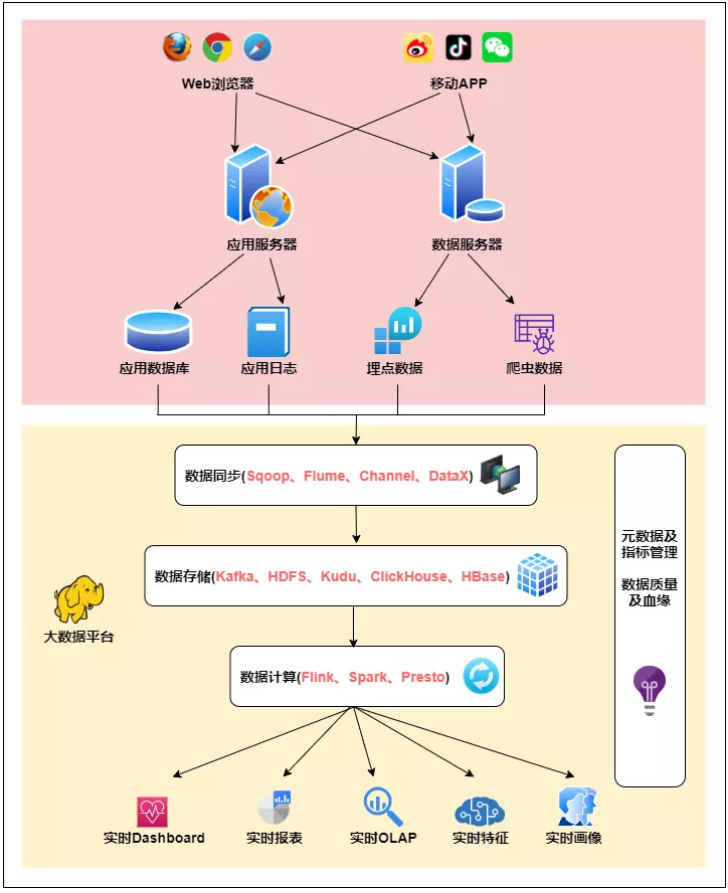 Web浏览器
移动APP
应用服务器
数据服务器
应用数据库
应用日志
埋点数据
爬虫数据
数据同步(Sqoop、Flume、Channel、DataX)
数据存储(Kafka、HDFS、Kudu、ClickHouse、HBase)
大数据平台
数据计算(Flink、Spark、Presto)
元数据及
指标管理
数据质量
及血缘
实时Dashboard
实时报表
实时OLAP
实时特征
实时画像